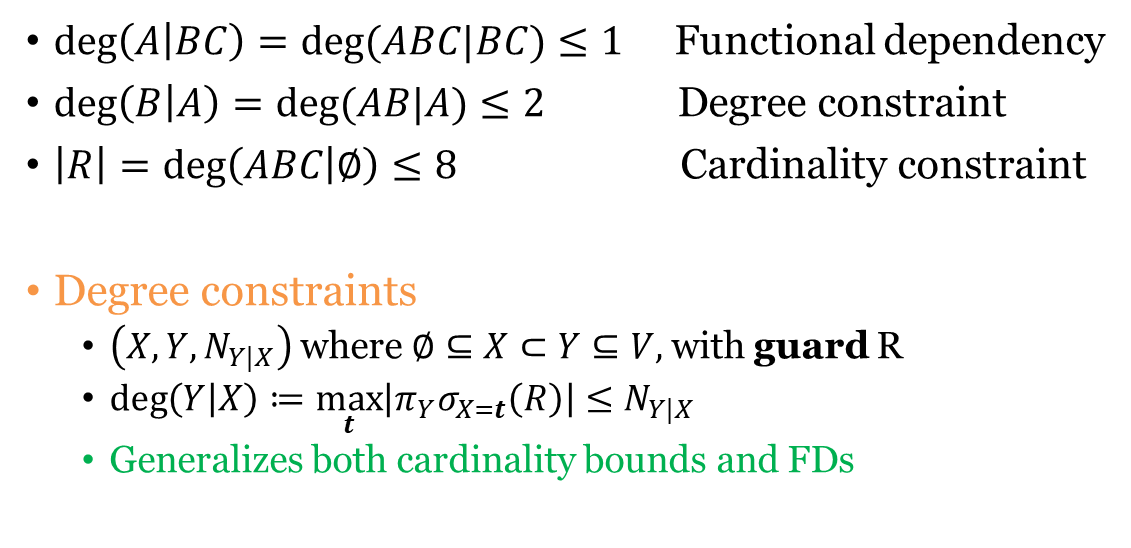 • deg(𝐴|𝐵𝐶) = deg(𝐴𝐵𝐶|𝐵𝐶) ≤ 1 Functional dependency
• deg(𝐵|𝐴) = deg(𝐴𝐵|𝐴) ≤ 2 Degree constraint
• |𝑅| = deg(𝐴𝐵𝐶|∅) ≤ 8 Cardinality constraint
• Degree constraints
• (𝑋, 𝑌, 𝑁_{𝑌|𝑋}) where ∅ ⊆ 𝑋 ⊂ 𝑌 ⊆ 𝑉, with guard R
• deg(𝑌|𝑋) ≔ max_𝒕 |𝜋_𝑌 𝜎_{𝑋=𝒕}(𝑅)| ≤ 𝑁_{𝑌|𝑋}
• Generalizes both cardinality bounds and FDs